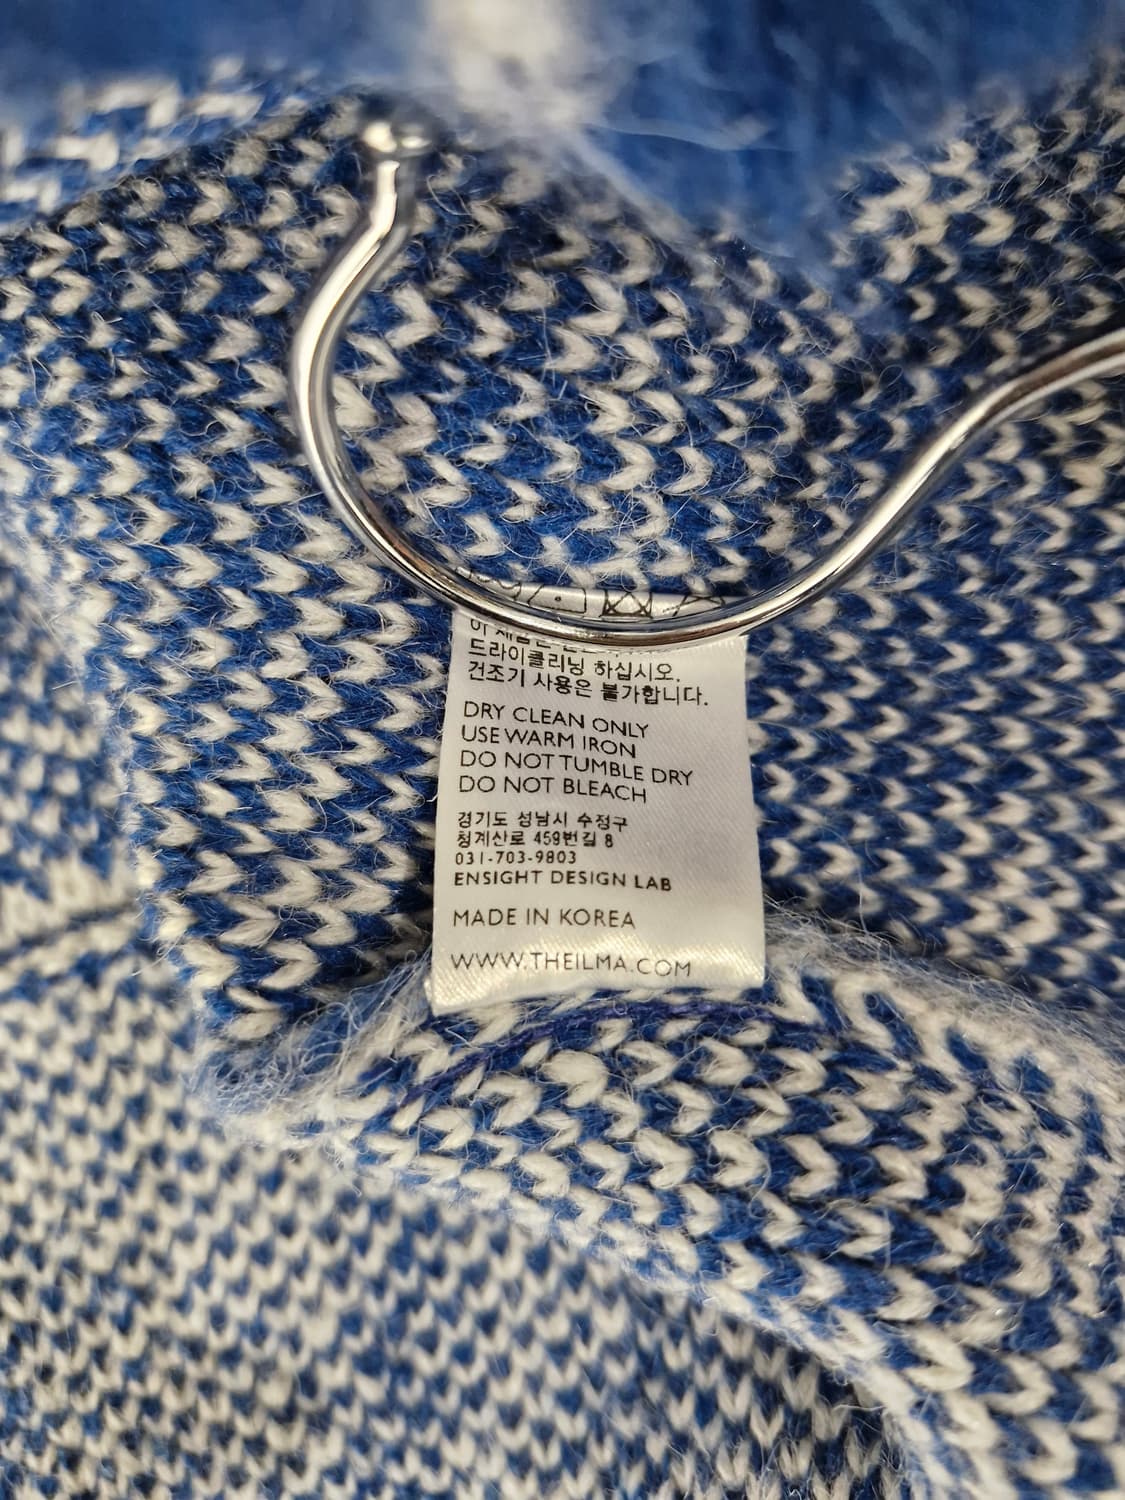 드라이클리닝 하십시오.
건조기 사용은 불가합니다.
DRY CLEAN ONLY
USE WARM IRON
DO NOT TUMBLE DRY
DO NOT BLEACH
경기도 성남시 수정구
청계산로 459번길 8
031-703-9803
ENSIGHT DESIGN LAB
MADE IN KOREA
WWW.THEILMA.COM